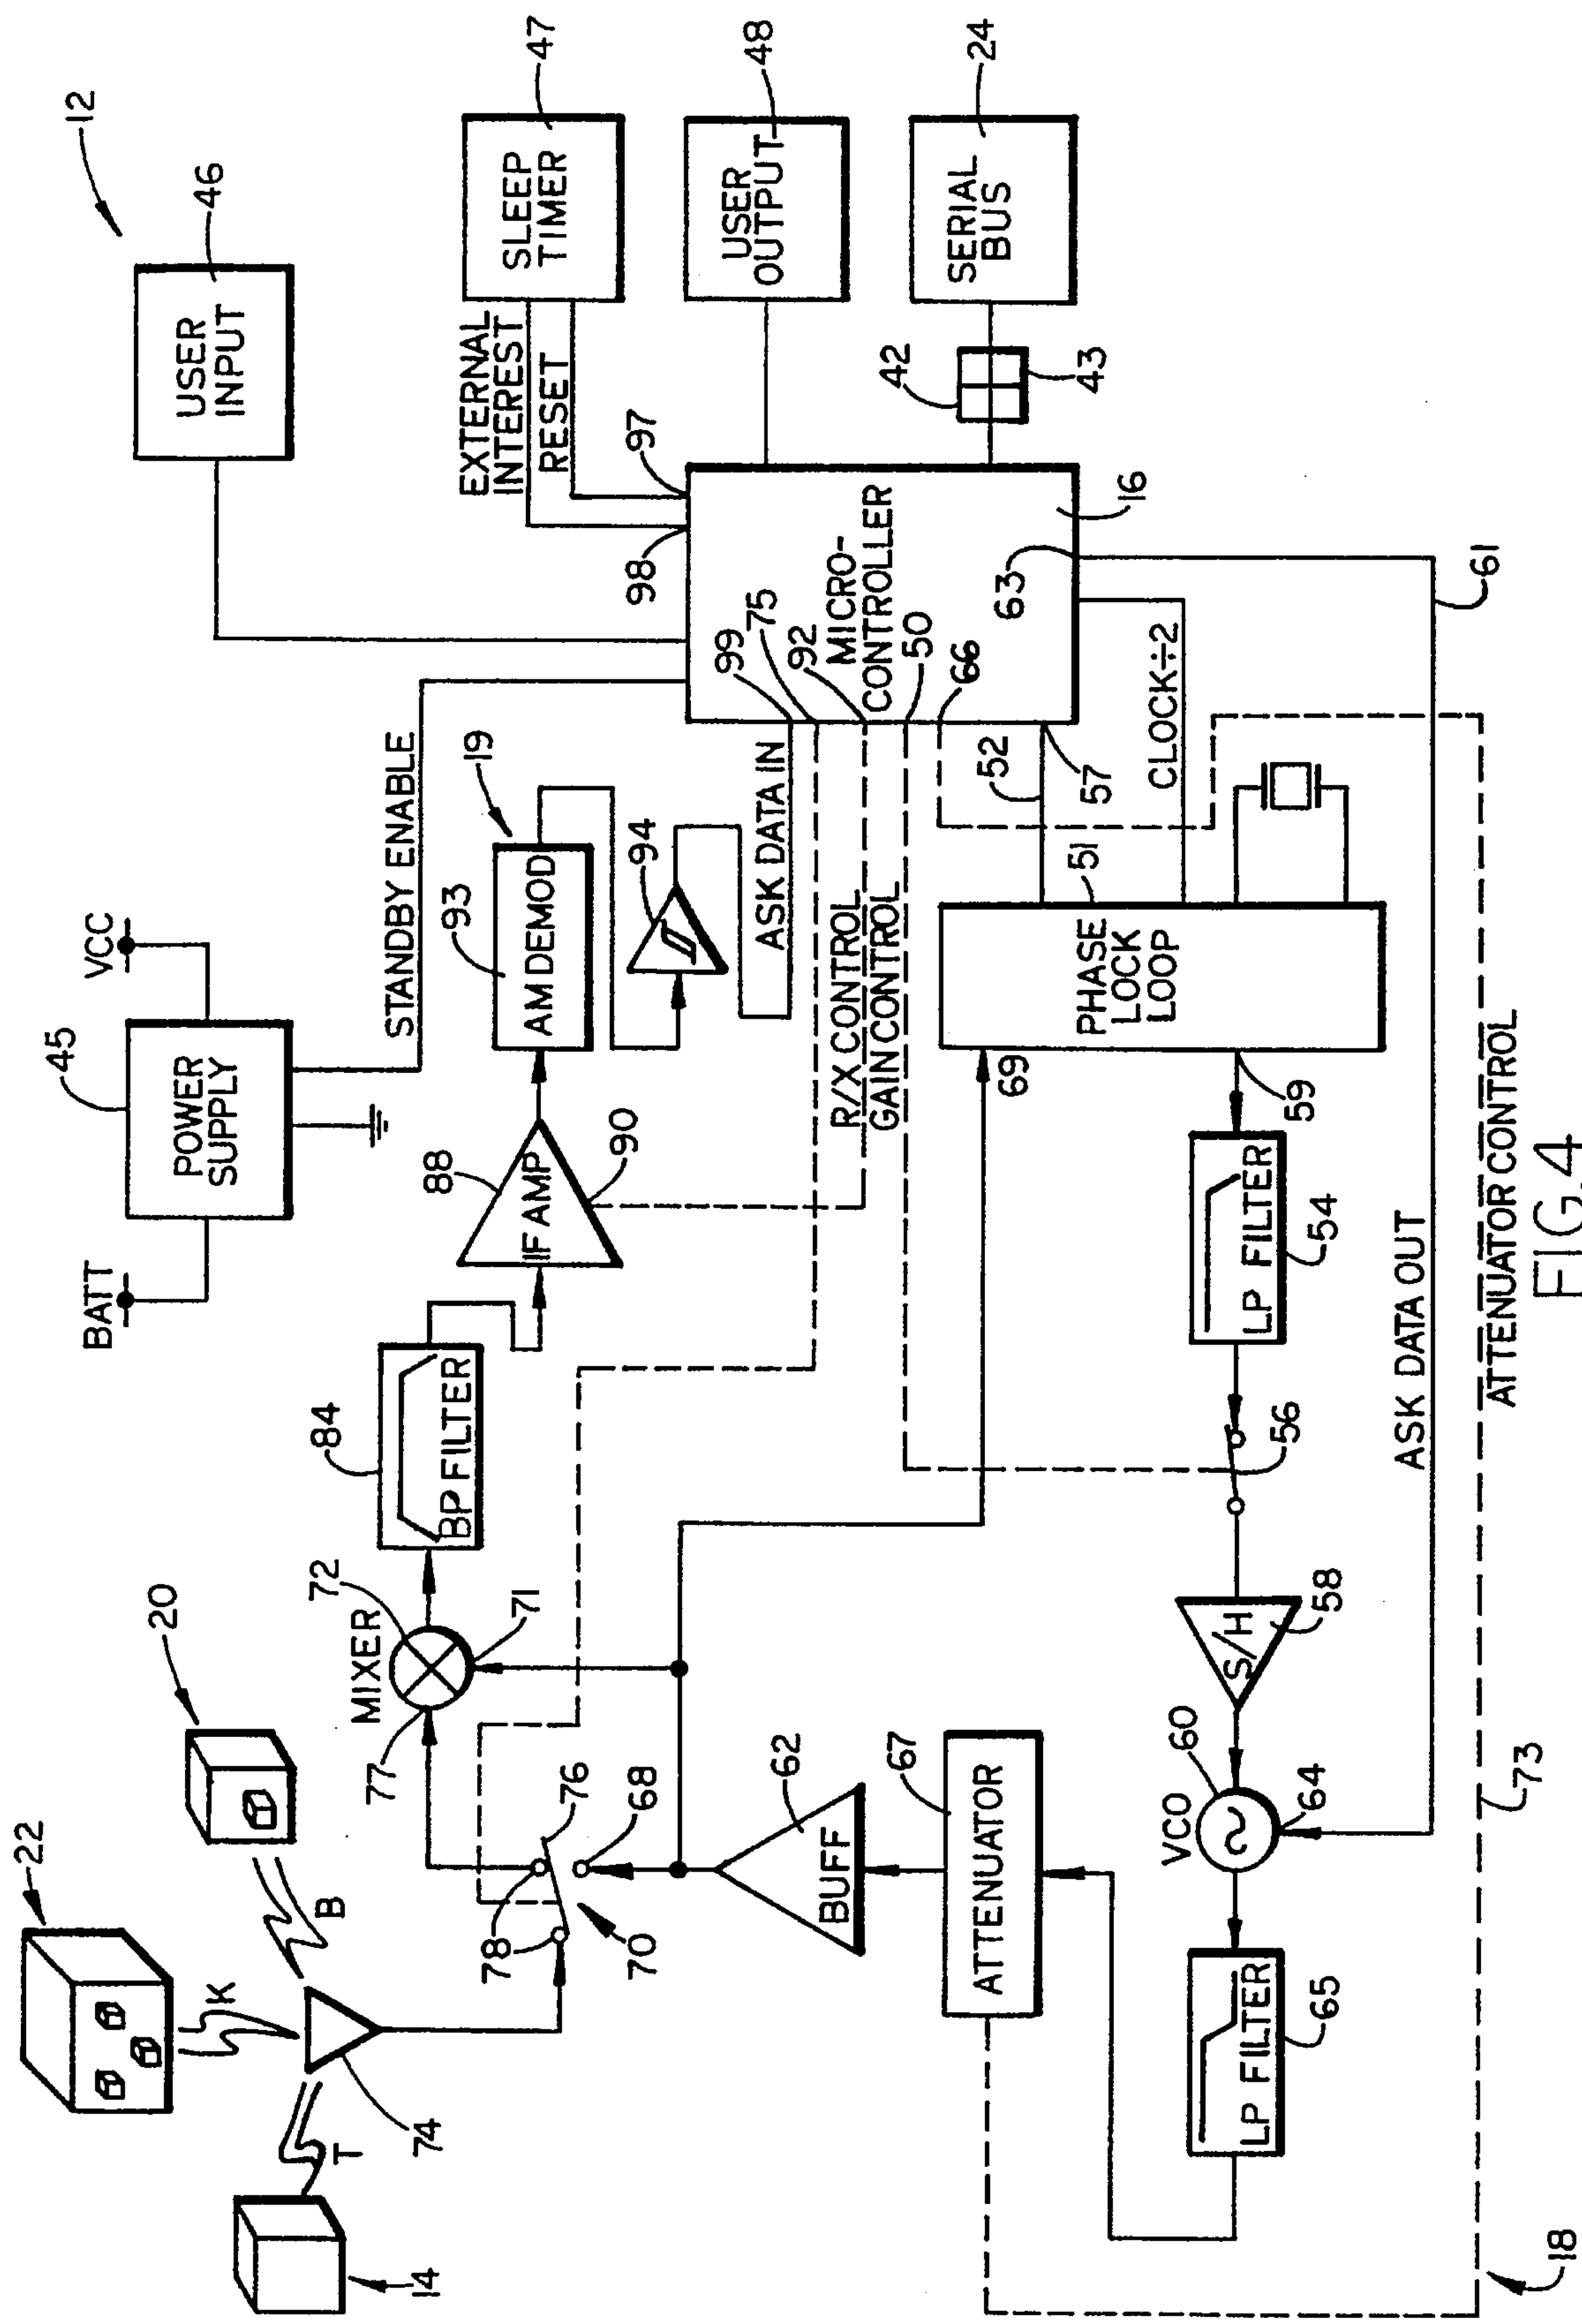 12
USER
INPUT
46
VCC
45
POWER
SUPPLY
BATT
STANDBY ENABLE
EXTERNAL
INTEREST
RESET
SLEEP
TIMER
47
USER
OUTPUT
48
SERIAL
BUS
24
42
43
97
98
MICRO-
CONTROLLER
16
99
75
92
50
66
63
57
52
22
20
14
K
B
T
74
MIXER
72
77
71
84
BP FILTER
88
IF AMP
90
93
AM DEMOD
19
94
ASK DATA IN
R/X CONTROL
GAIN CONTROL
78
76
68
70
62
BUFF
67
ATTENUATOR
69
51
PHASE
LOCK
LOOP
CLOCK÷2
59
LP FILTER
54
56
S/H
58
VCO
60
64
LP FILTER
65
ASK DATA OUT
61
ATTENUATOR CONTROL
73
18
FIG.4